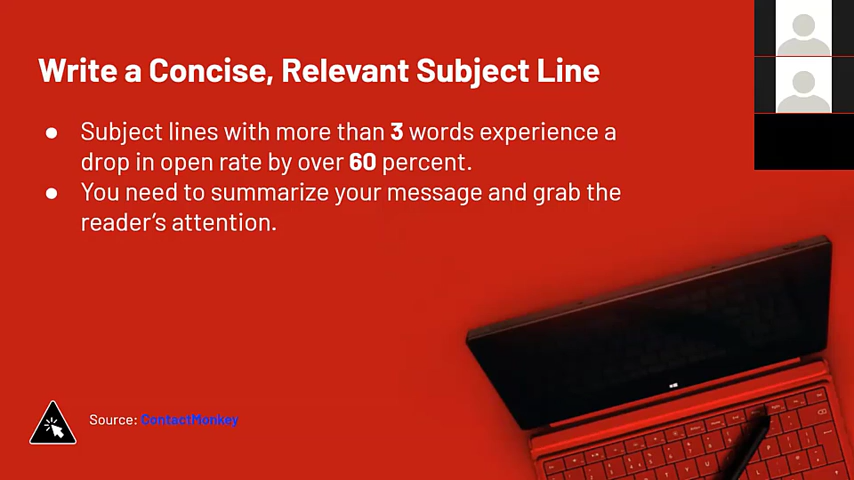 Write a Concise, Relevant Subject Line
● Subject lines with more than 3 words experience a
drop in open rate by over 60 percent.
● You need to summarize your message and grab the
reader's attention.
Source: ContactMonkey